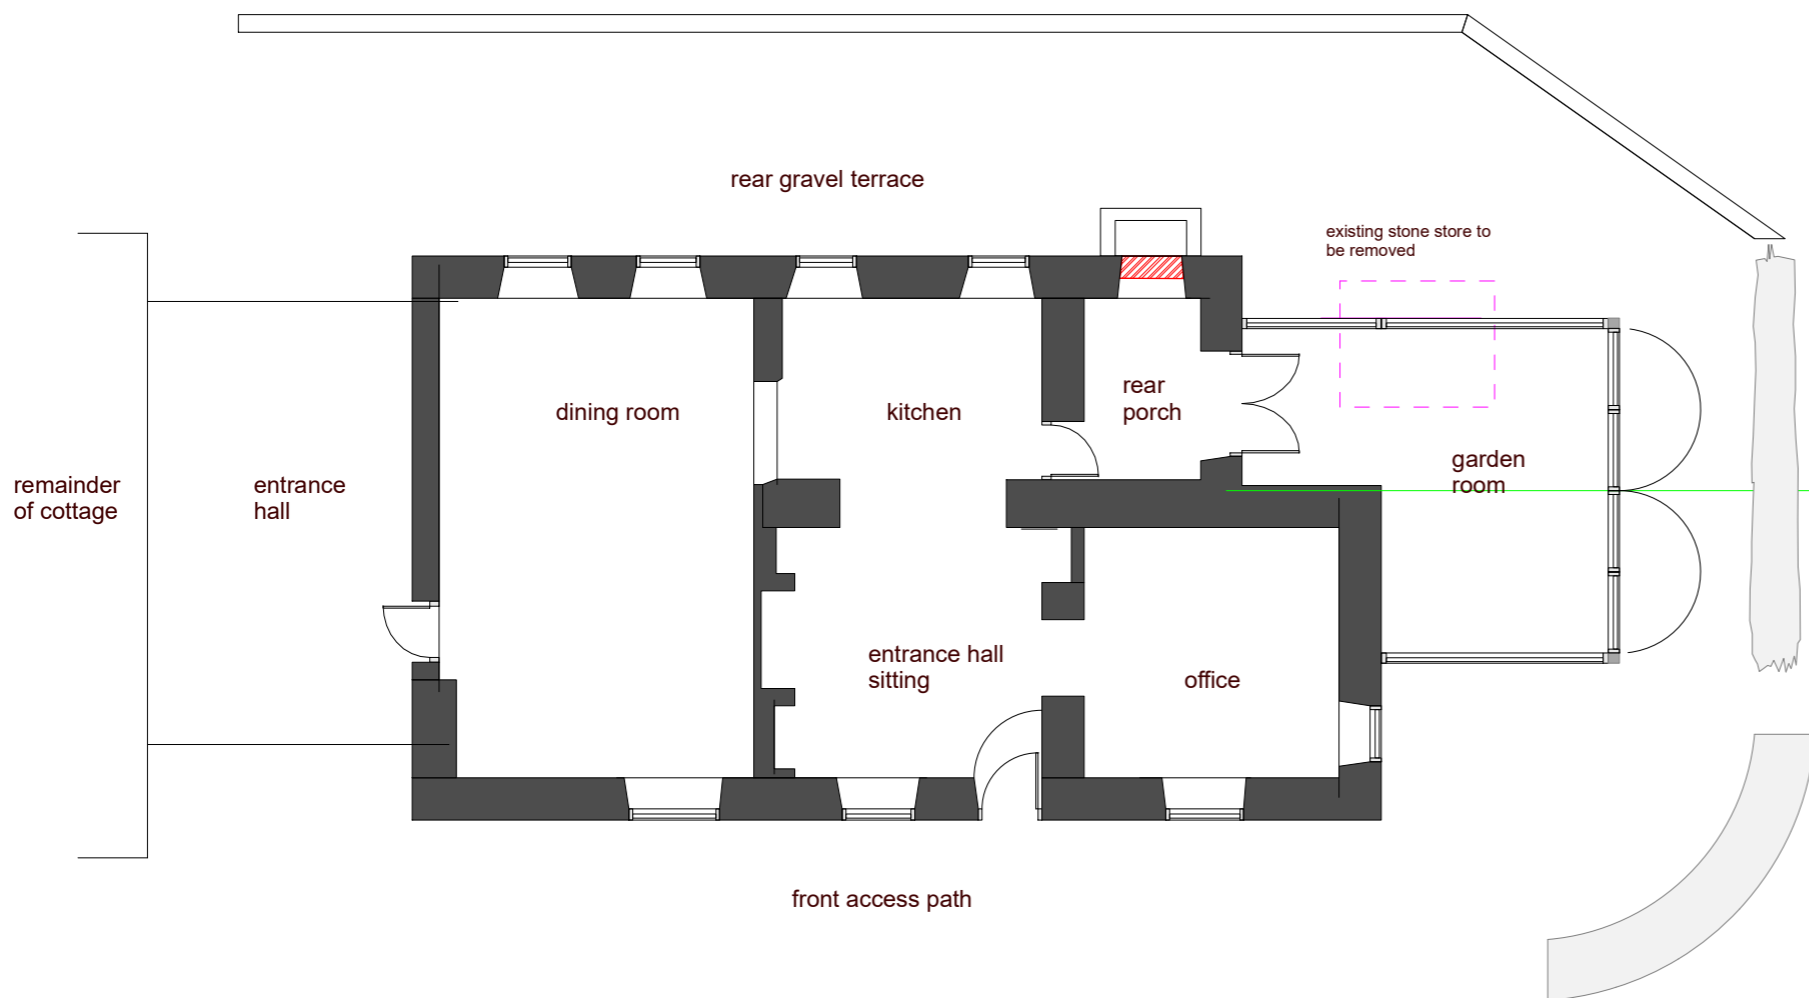 rear gravel terrace
existing stone store to
be removed
dining room
kitchen
rear
porch
garden
room
remainder
of cottage
entrance
hall
entrance hall
sitting
office
front access path